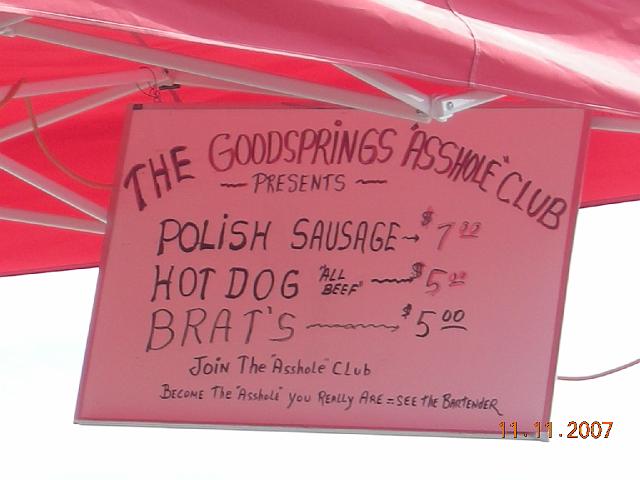 THE GOODSPRINGS "ASSHOLE" CLUB
~ PRESENTS ~
POLISH SAUSAGE → $7.00
HOT DOG "ALL BEEF" — $5.00
BRAT'S — $5.00
JOIN The "Asshole" CLUB
BECOME The "Asshole" YOU REALLY ARE = SEE THE BARTENDER
11.11.2007